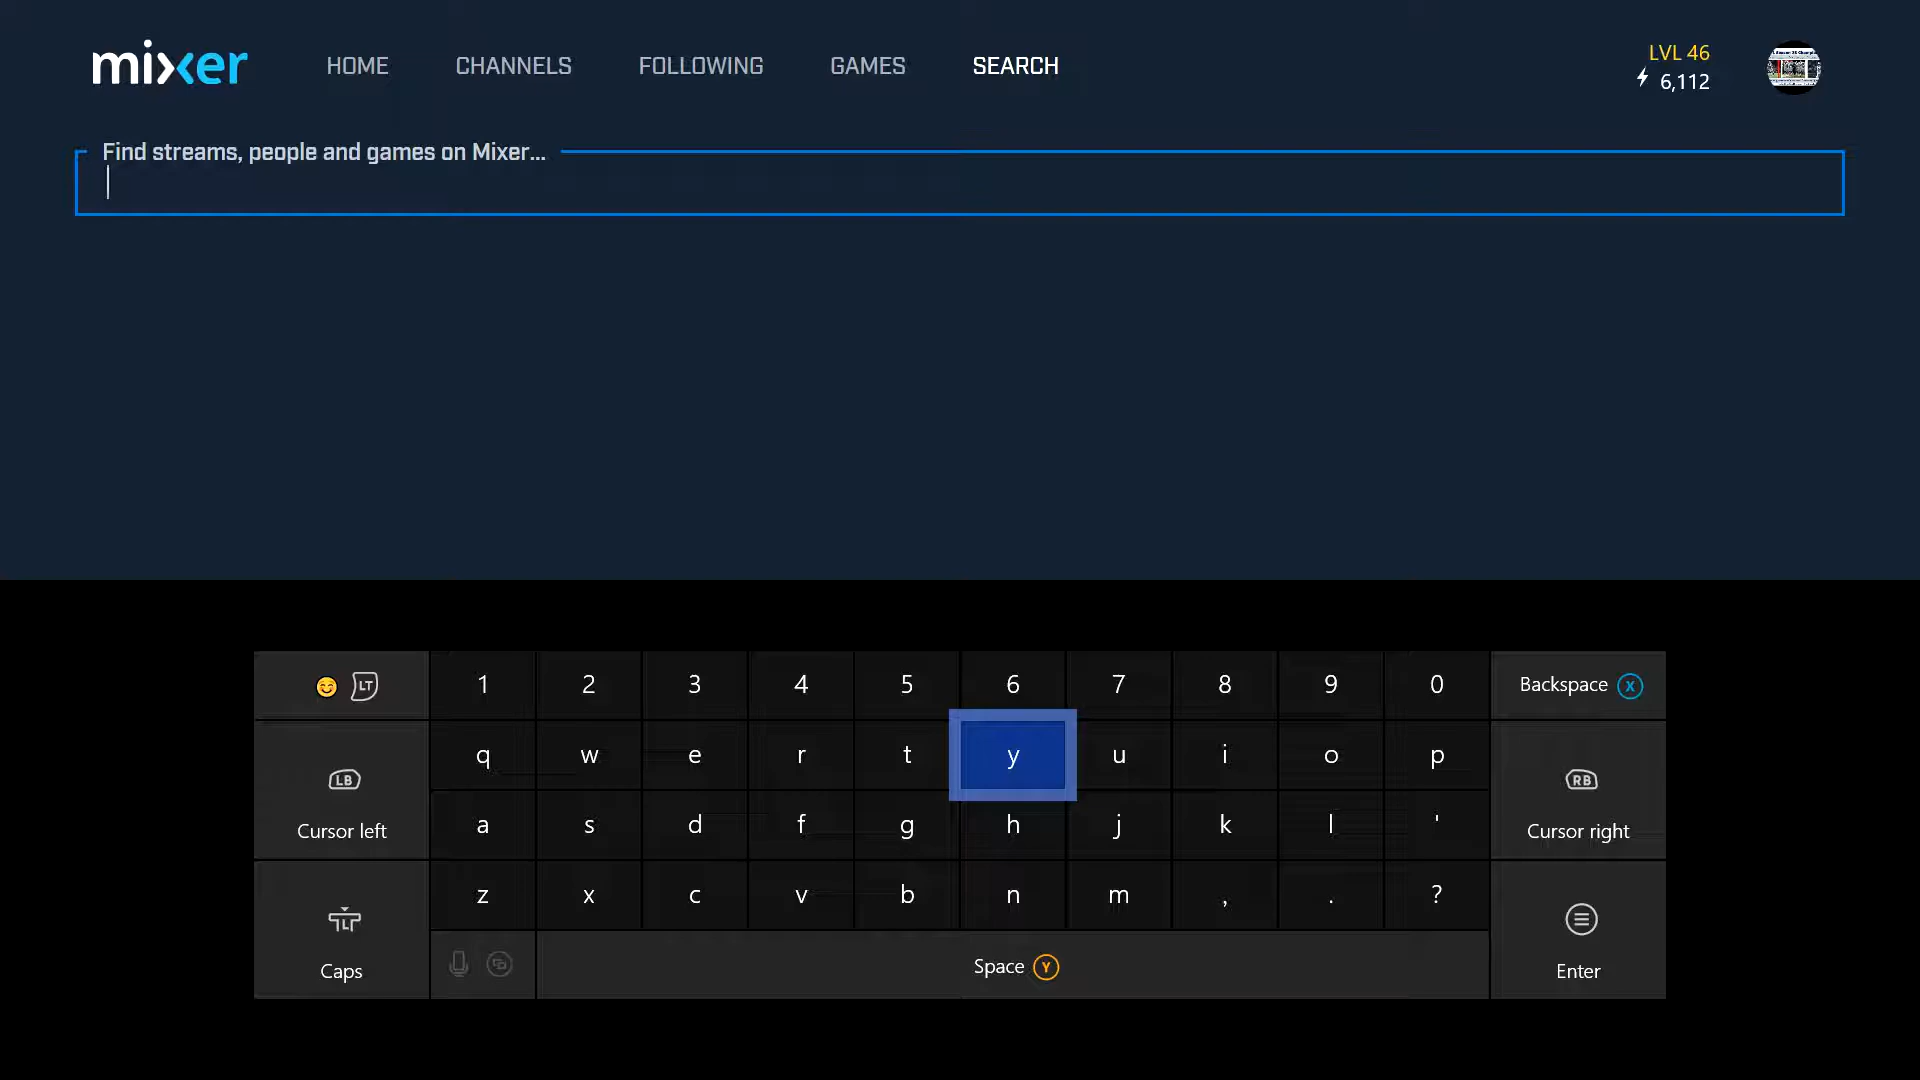 mixer HOME CHANNELS FOLLOWING GAMES SEARCH LVL 46
6,112
Find streams, people and games on Mixer...
LT 1 2 3 4 5 6 7 8 9 0 Backspace X
q w e r t y u i o p
LB RB
Cursor left a s d f g h j k l ' Cursor right
z x c v b n m , . ?
LT
Caps Space Y Enter